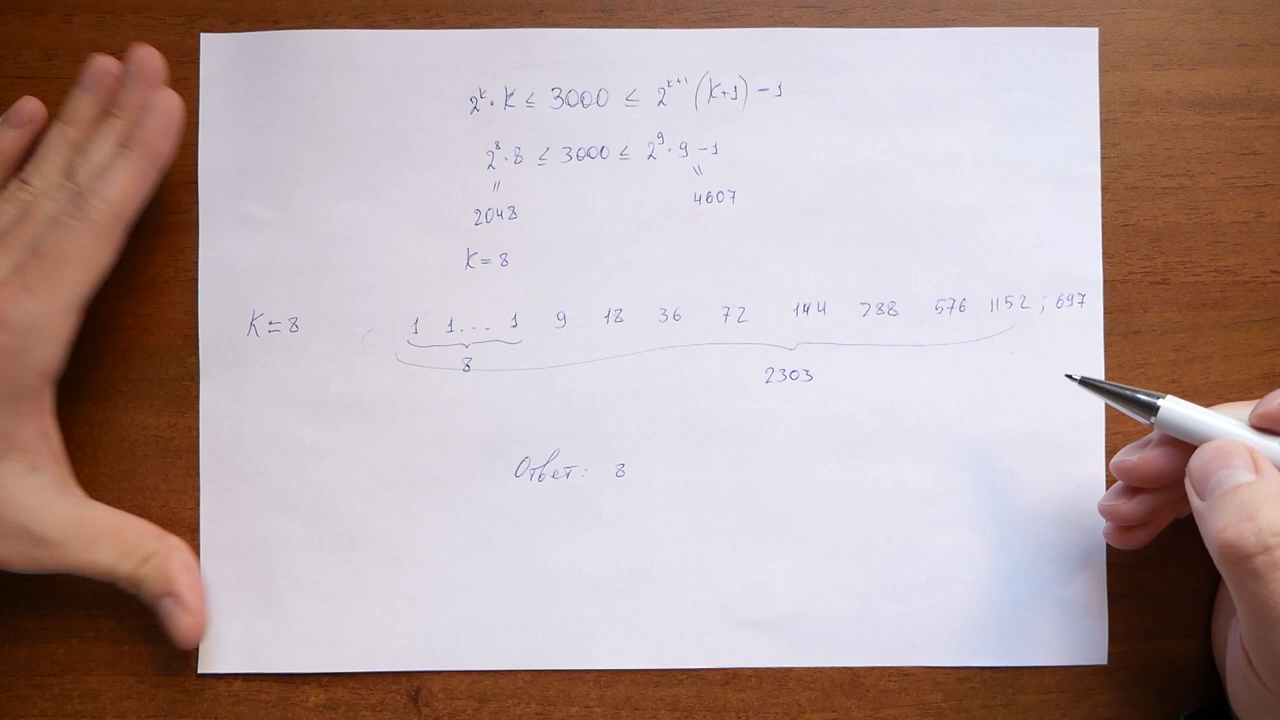 2^k · k ≤ 3000 ≤ 2^(k+1) (k+1) − 1
2^8 · 8 ≤ 3000 ≤ 2^9 · 9 − 1
= =
2048 4607
k = 8
k = 8 1 1 ... 1 9 18 36 72 144 288 576 1152 ; 697
8 2303
Ответ: 8